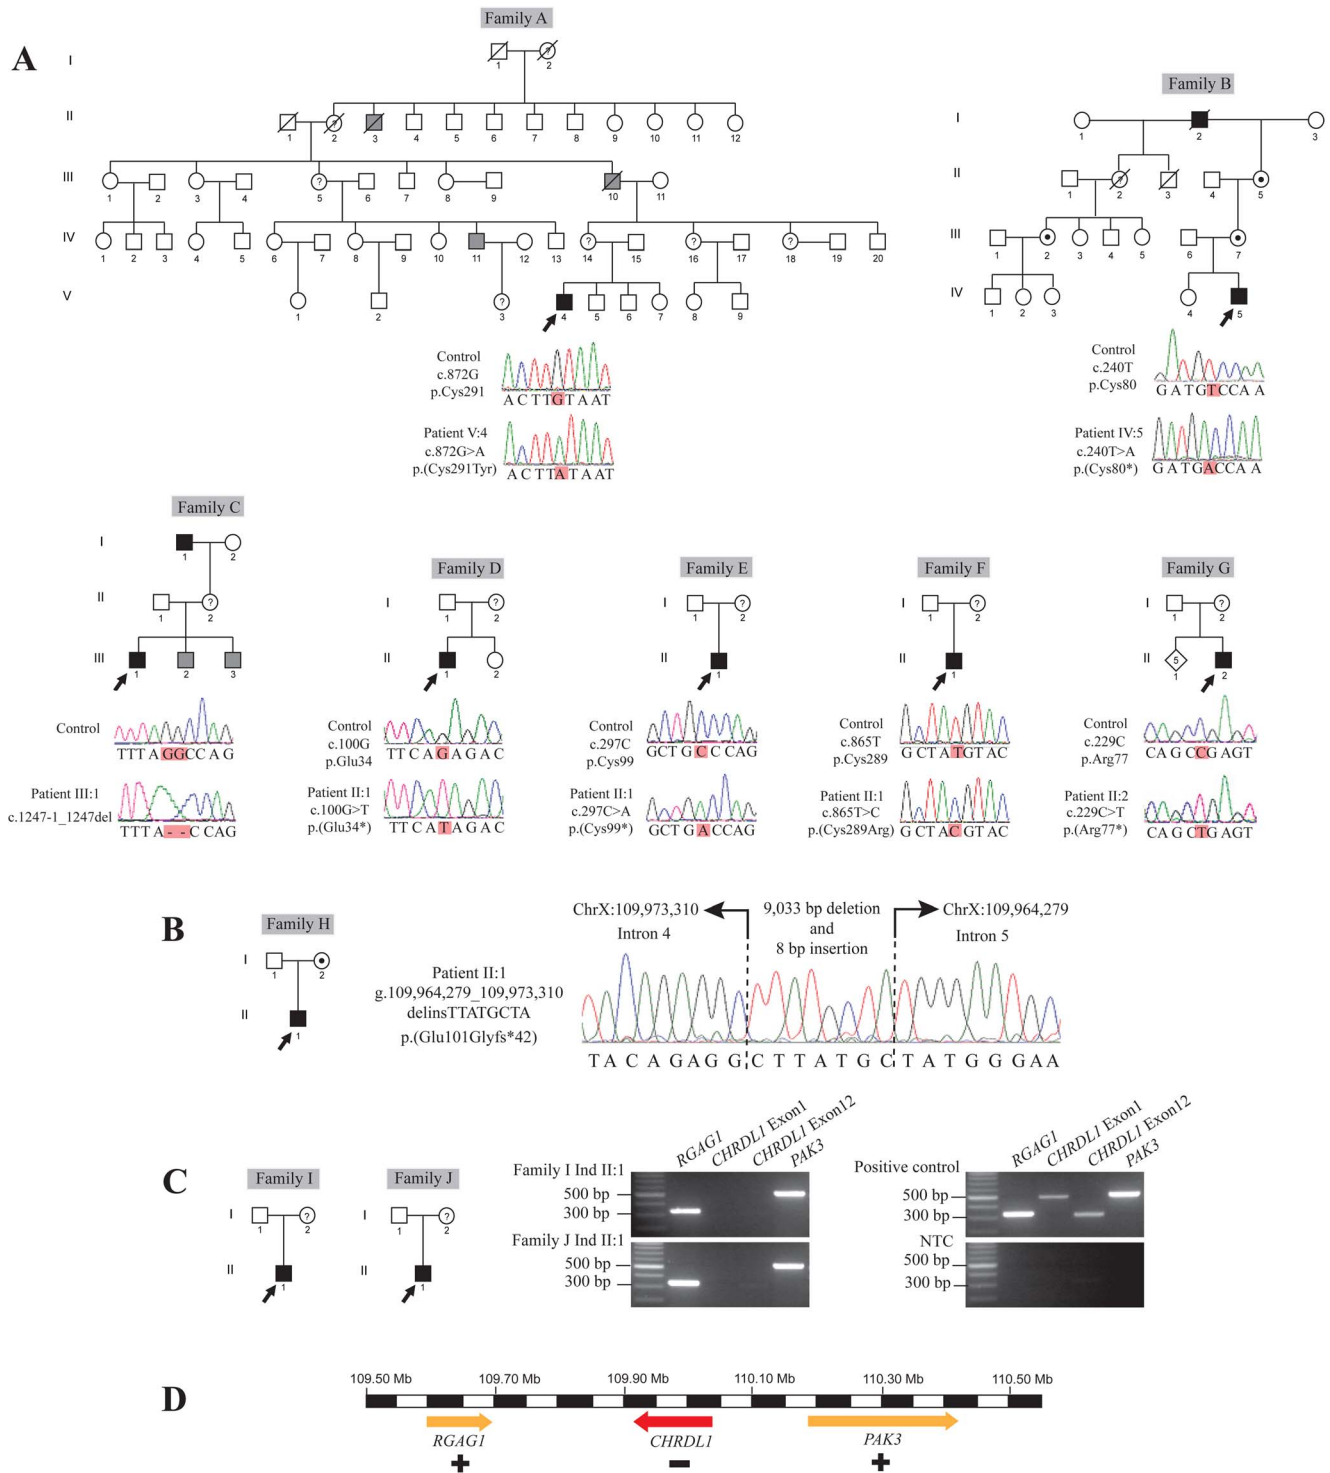 A
Family A
I
1 2
II
1 2 3 4 5 6 7 8 9 10 11 12
III
1 2 3 4 5 6 7 8 9 10 11
IV
1 2 3 4 5 6 7 8 9 10 11 12 13 14 15 16 17 18 19 20
V
1 2 3 4 5 6 7 8 9
Control
c.872G
p.Cys291
A C T T G T A A T
Patient V:4
c.872G>A
p.(Cys291Tyr)
A C T T A T A A T
Family B
I
1 2 3
II
1 2 3 4 5
III
1 2 3 4 5 6 7
IV
1 2 3 4 5
Control
c.240T
p.Cys80
G A T G T C C A A
Patient IV:5
c.240T>A
p.(Cys80*)
G A T G A C C A A
Family C
I
1 2
II
1 2
III
1 2 3
Control
T T T A G G C C A G
Patient III:1
c.1247-1_1247del
T T T A - - C C A G
Family D
I
1 2
II
1 2
Control
c.100G
p.Glu34
T T C A G A G A C
Patient II:1
c.100G>T
p.(Glu34*)
T T C A T A G A C
Family E
I
1 2
II
1
Control
c.297C
p.Cys99
G C T G C C C A G
Patient II:1
c.297C>A
p.(Cys99*)
G C T G A C C A G
Family F
I
1 2
II
1
Control
c.865T
p.Cys289
G C T A T G T A C
Patient II:1
c.865T>C
p.(Cys289Arg)
G C T A C G T A C
Family G
I
1 2
II
5
1 2
Control
c.229C
p.Arg77
C A G C C G A G T
Patient II:2
c.229C>T
p.(Arg77*)
C A G C T G A G T
B
Family H
I
1 2
II
1
Patient II:1
g.109,964,279_109,973,310
delinsTTATGCTA
p.(Glu101Glyfs*42)
ChrX:109,973,310
Intron 4
9,033 bp deletion
and
8 bp insertion
ChrX:109,964,279
Intron 5
T A C A G A G G C T T A T G C T A T G G G A A
C
Family I
I
1 2
II
1
Family J
I
1 2
II
1
RGAG1
CHRDL1 Exon1
CHRDL1 Exon12
PAK3
Family I Ind II:1
500 bp
300 bp
Family J Ind II:1
500 bp
300 bp
RGAG1
CHRDL1 Exon1
CHRDL1 Exon12
PAK3
Positive control
500 bp
300 bp
NTC
500 bp
300 bp
D
109.50 Mb 109.70 Mb 109.90 Mb 110.10 Mb 110.30 Mb 110.50 Mb
RGAG1 CHRDL1 PAK3
+ - +